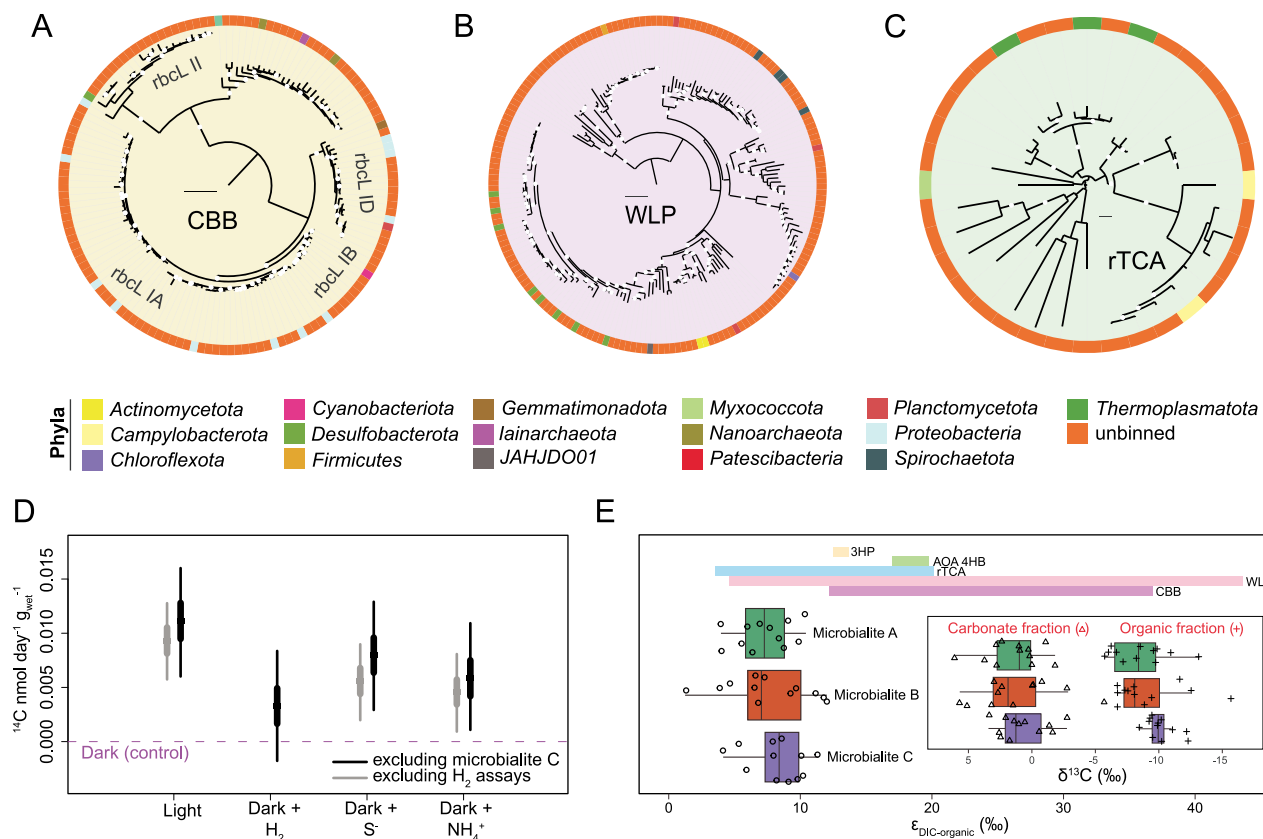 A
B
C
rbcL II
rbcL ID
CBB
WLP
rTCA
rbcL IA
rbcL IB
Phyla
Actinomycetota
Cyanobacteriota
Gemmatimonadota
Myxococcota
Planctomycetota
Thermoplasmatota
Campylobacterota
Desulfobacterota
Iainarchaeota
Nanoarchaeota
Proteobacteria
unbinned
Chloroflexota
Firmicutes
JAHJDO01
Patescibacteria
Spirochaetota
D
¹⁴C nmol day⁻¹ g_wet⁻¹
0.015
0.010
0.005
0.000
Dark (control)
excluding microbialite C
excluding H₂ assays
Light
Dark + H₂
Dark + S⁻
Dark + NH₄⁺
E
3HP
AOA 4HB
rTCA
WL
CBB
Microbialite A
Microbialite B
Microbialite C
Carbonate fraction (△)
Organic fraction (+)
5
0
-5
-10
-15
δ¹³C (‰)
0
10
20
30
40
ε_DIC-organic (‰)